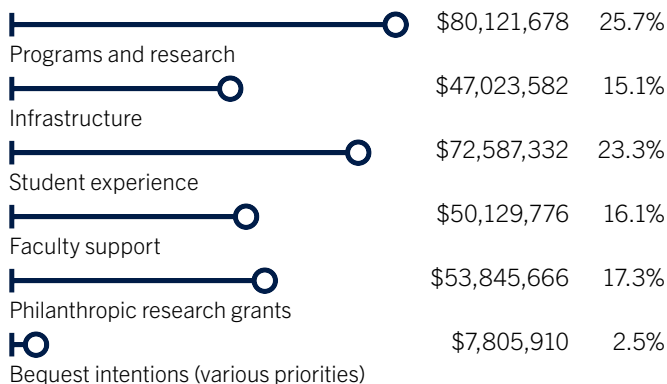 $80,121,678 25.7%
Programs and research
$47,023,582 15.1%
Infrastructure
$72,587,332 23.3%
Student experience
$50,129,776 16.1%
Faculty support
$53,845,666 17.3%
Philanthropic research grants
$7,805,910 2.5%
Bequest intentions (various priorities)